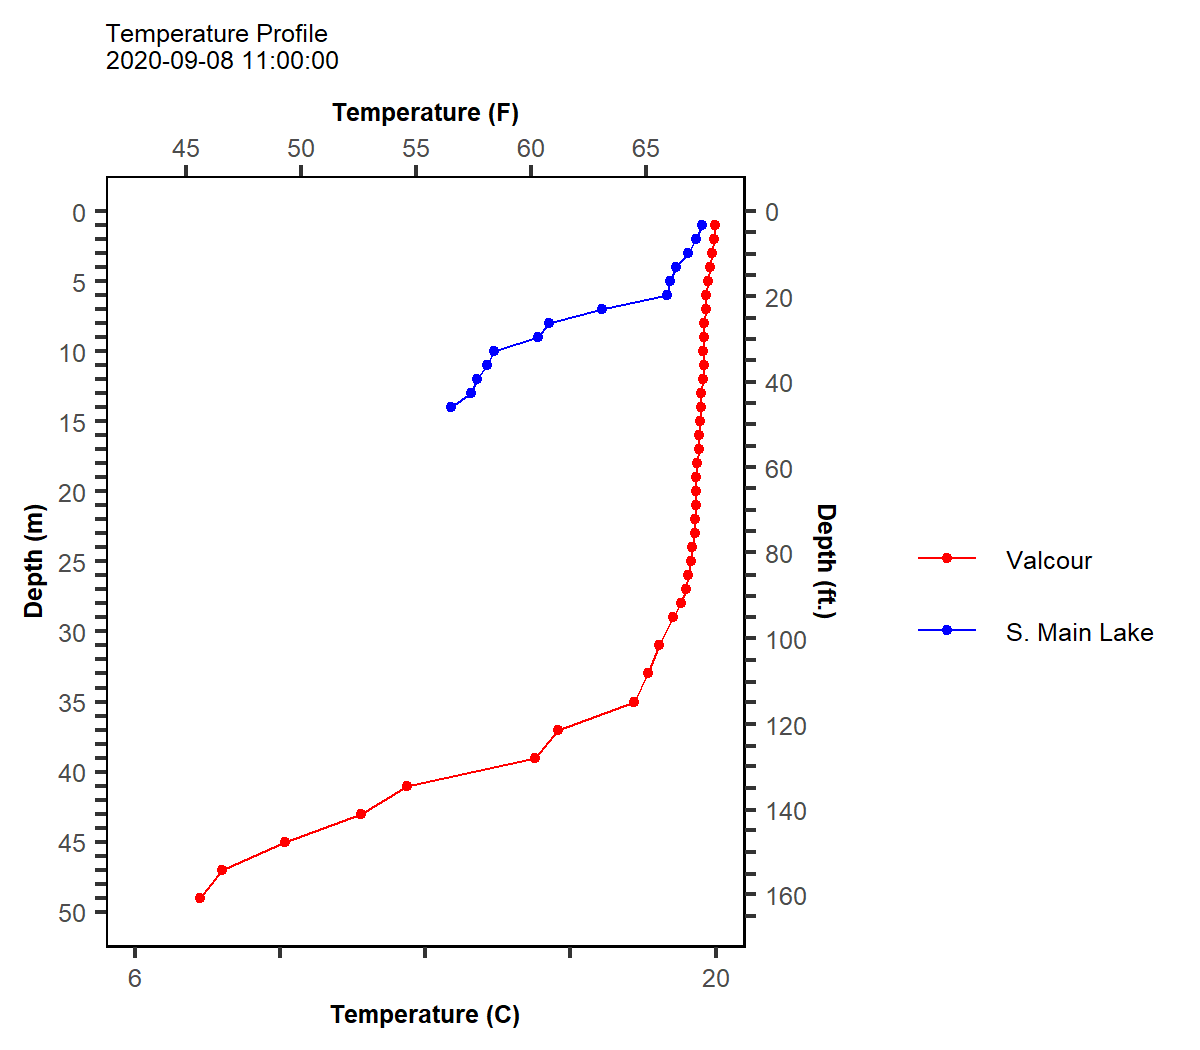 Temperature Profile
2020-09-08 11:00:00
Temperature (F)
45 50 55 60 65
0
5
10
15
20
25
30
35
40
45
50
Depth (m)
0
20
40
60
80
100
120
140
160
Depth (ft.)
6 20
Temperature (C)
Valcour
S. Main Lake